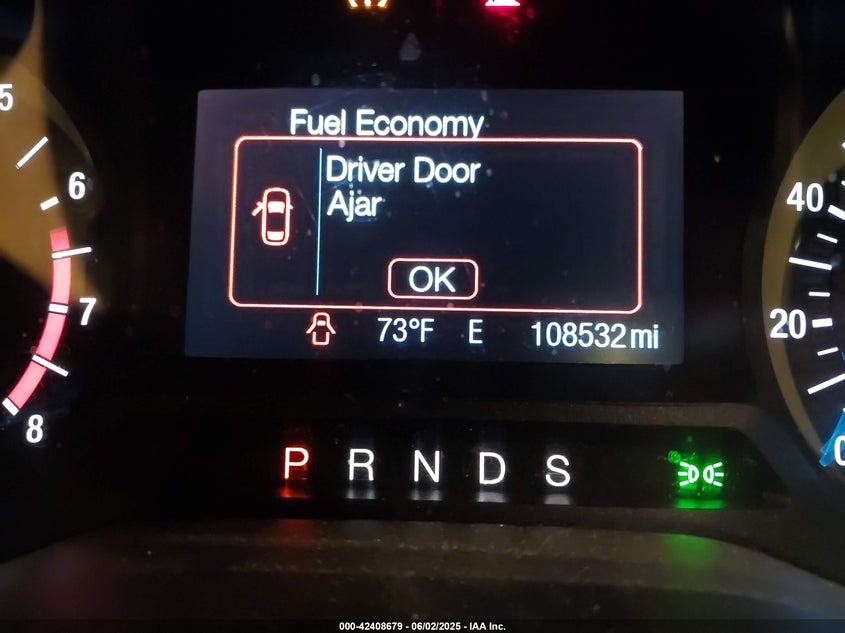 5
6
7
8
Fuel Economy
Driver Door
Ajar
OK
73°F E 108532 mi
40
20
0
P R N D S
000-42408679 - 06/02/2025 - IAA Inc.